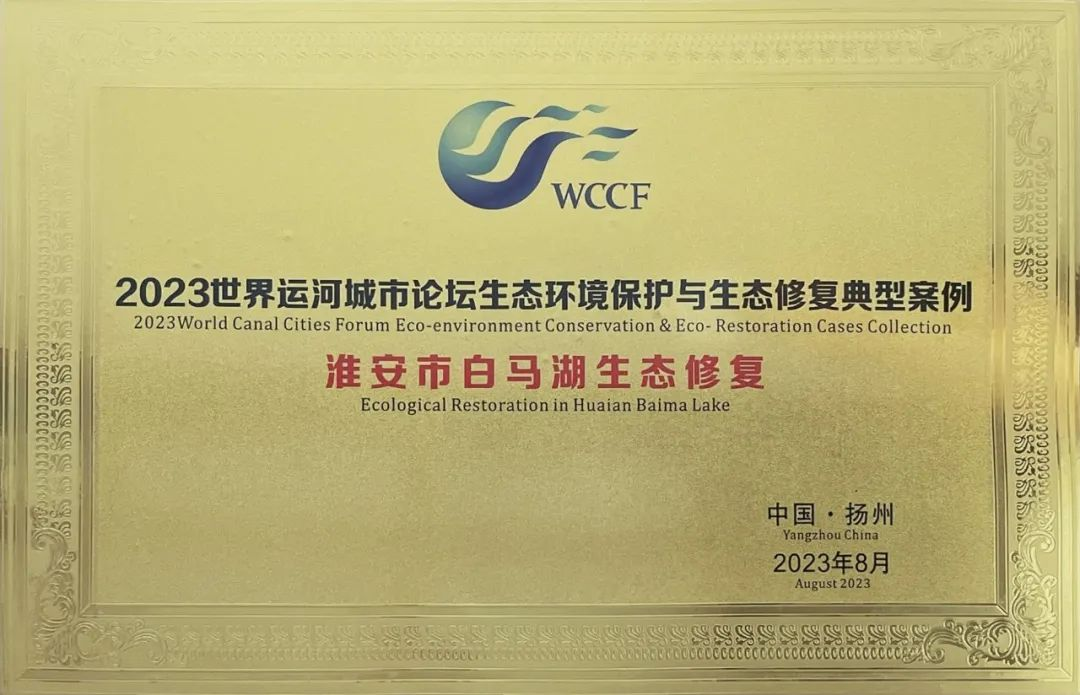 WCCF
2023世界运河城市论坛生态环境保护与生态修复典型案例
2023World Canal Cities Forum Eco-environment Conservation & Eco- Restoration Cases Collection
淮安市白马湖生态修复
Ecological Restoration in Huaian Baima Lake
中国·扬州
Yangzhou China
2023年8月
August 2023